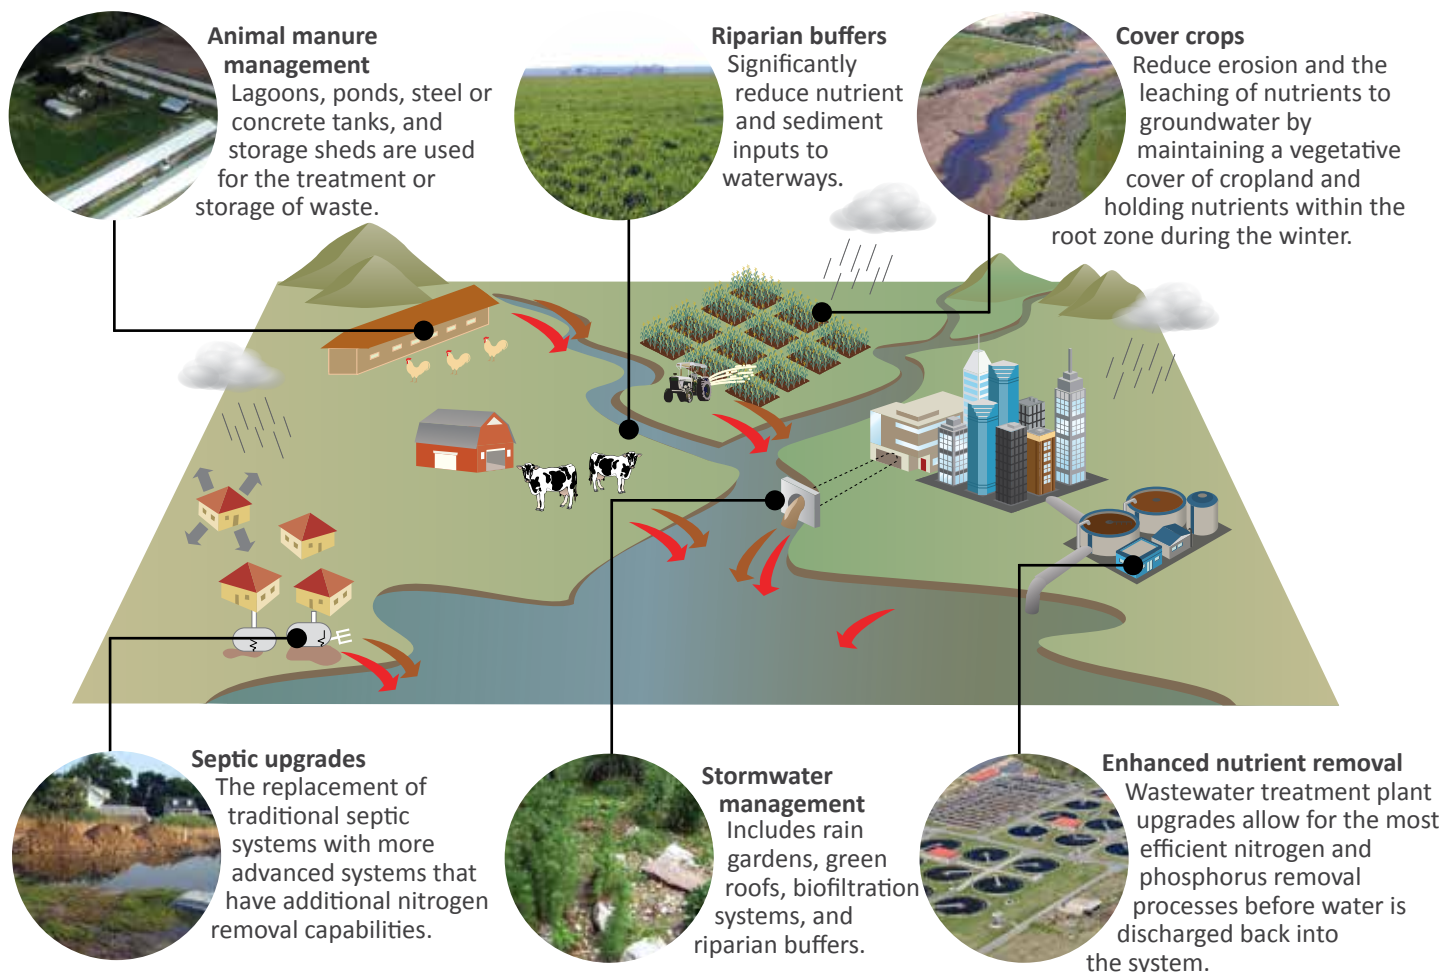 Animal manure
management
Lagoons, ponds, steel or
concrete tanks, and
storage sheds are used
for the treatment or
storage of waste.
Riparian buffers
Significantly
reduce nutrient
and sediment
inputs to
waterways.
Cover crops
Reduce erosion and the
leaching of nutrients to
groundwater by
maintaining a vegetative
cover of cropland and
holding nutrients within the
root zone during the winter.
Septic upgrades
The replacement of
traditional septic
systems with more
advanced systems that
have additional nitrogen
removal capabilities.
Stormwater
management
Includes rain
gardens, green
roofs, biofiltration
systems, and
riparian buffers.
Enhanced nutrient removal
Wastewater treatment plant
upgrades allow for the most
efficient nitrogen and
phosphorus removal
processes before water is
discharged back into
the system.